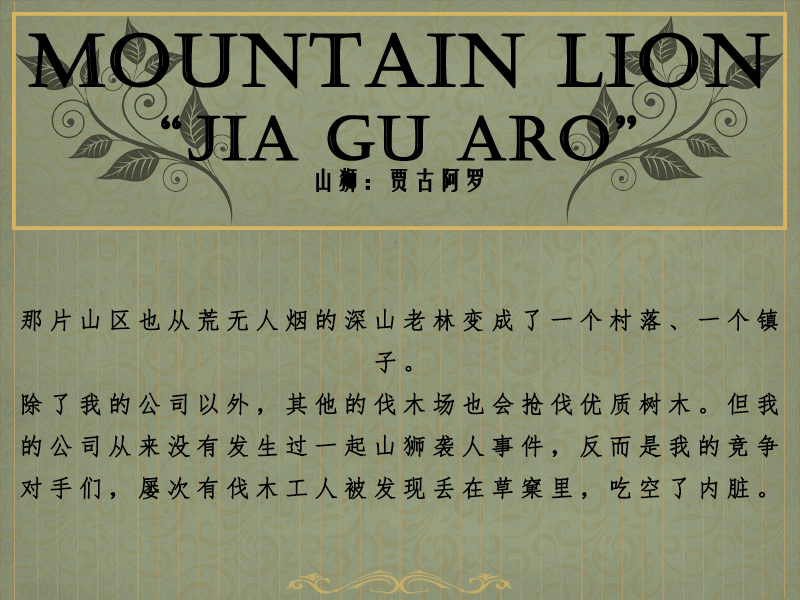 MOUNTAIN LION
“JIA GU ARO”
山狮：贾古阿罗
那片山区也从荒无人烟的深山老林变成了一个村落、一个镇
子。
除了我的公司以外，其他的伐木场也会抢伐优质树木。但我
的公司从来没有发生过一起山狮袭人事件，反而是我的竞争
对手们，屡次有伐木工人被发现丢在草窠里，吃空了内脏。